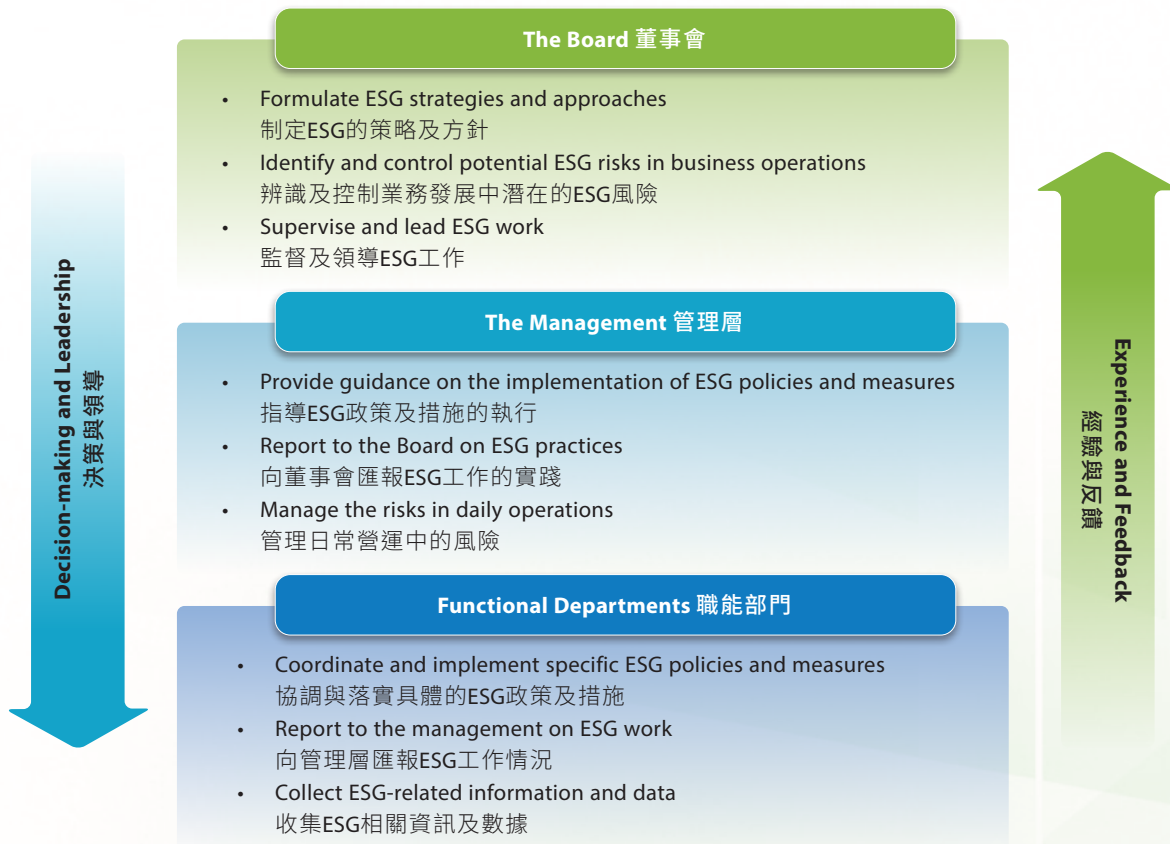 The Board 董事會
• Formulate ESG strategies and approaches
制定ESG的策略及方針
• Identify and control potential ESG risks in business operations
辨識及控制業務發展中潛在的ESG風險
• Supervise and lead ESG work
監督及領導ESG工作
Decision-making and Leadership
決策與領導
The Management 管理層
• Provide guidance on the implementation of ESG policies and measures
指導ESG政策及措施的執行
• Report to the Board on ESG practices
向董事會匯報ESG工作的實踐
• Manage the risks in daily operations
管理日常營運中的風險
Experience and Feedback
經驗與反饋
Functional Departments 職能部門
• Coordinate and implement specific ESG policies and measures
協調與落實具體的ESG政策及措施
• Report to the management on ESG work
向管理層匯報ESG工作情況
• Collect ESG-related information and data
收集ESG相關資訊及數據